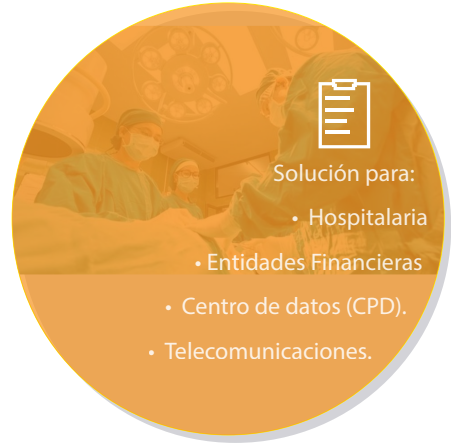 Solución para:
• Hospitalaria
• Entidades Financieras
• Centro de datos (CPD).
• Telecomunicaciones.